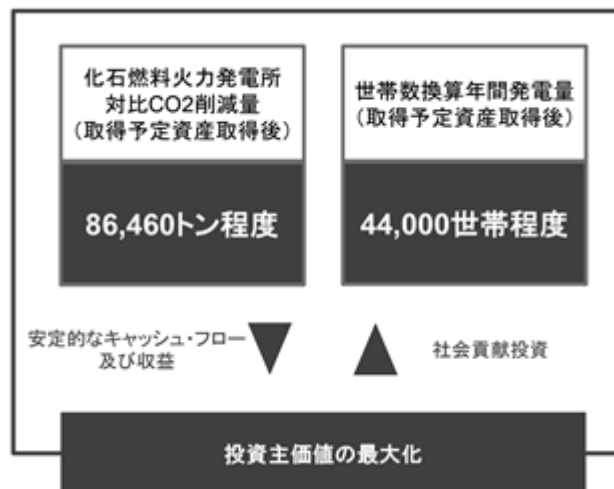 化石燃料火力発電所
対比CO2削減量
(取得予定資産取得後)
86,460トン程度
世帯数換算年間発電量
(取得予定資産取得後)
44,000世帯程度
安定的なキャッシュ・フロー
及び収益
社会貢献投資
投資主価値の最大化